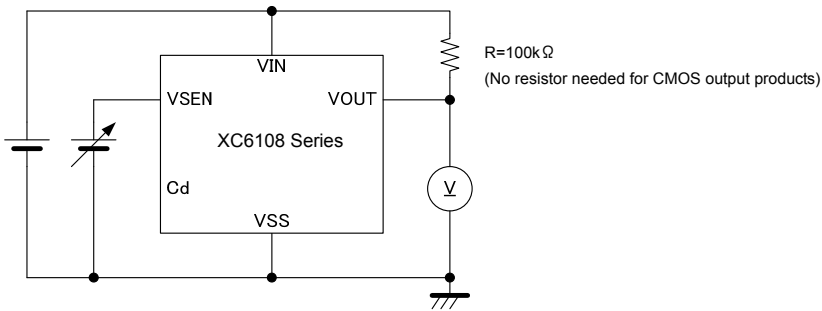 R=100kΩ
(No resistor needed for CMOS output products)
VIN
VSEN
VOUT
XC6108 Series
Cd
V
VSS